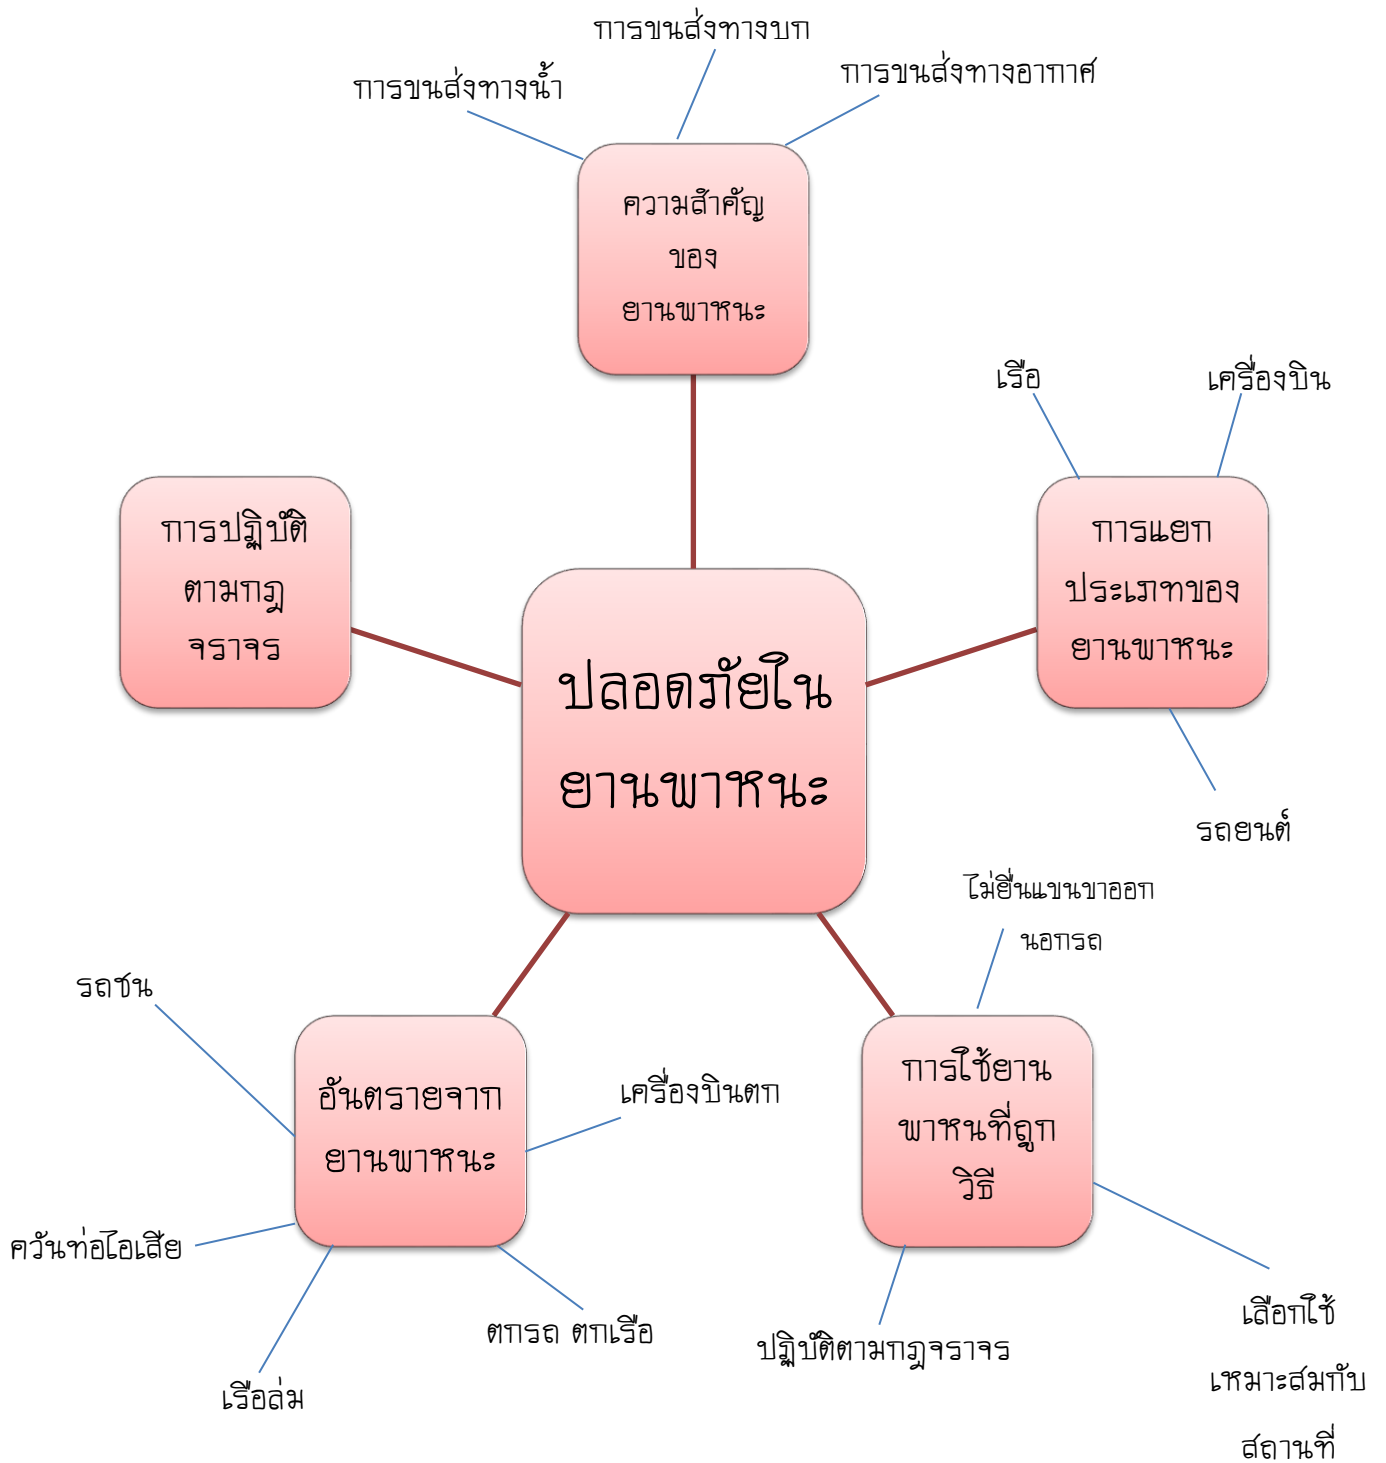 การขนส่งทางบก
การขนส่งทางน้ำ
การขนส่งทางอากาศ
ความสำคัญ
ของ
ยานพาหนะ
เรือ
เครื่องบิน
การแยก
ประเภทของ
ยานพาหนะ
รถยนต์
การปฏิบัติ
ตามกฎ
จราจร
ปลอดภัยใน
ยานพาหนะ
ไม่ยื่นแขนขาออก
นอกรถ
การใช้ยาน
พาหนที่ถูก
วิธี
ปฏิบัติตามกฎจราจร
เลือกใช้
เหมาะสมกับ
สถานที่
รถชน
อันตรายจาก
ยานพาหนะ
เครื่องบินตก
ควันท่อไอเสีย
ตกรถ ตกเรือ
เรือล่ม